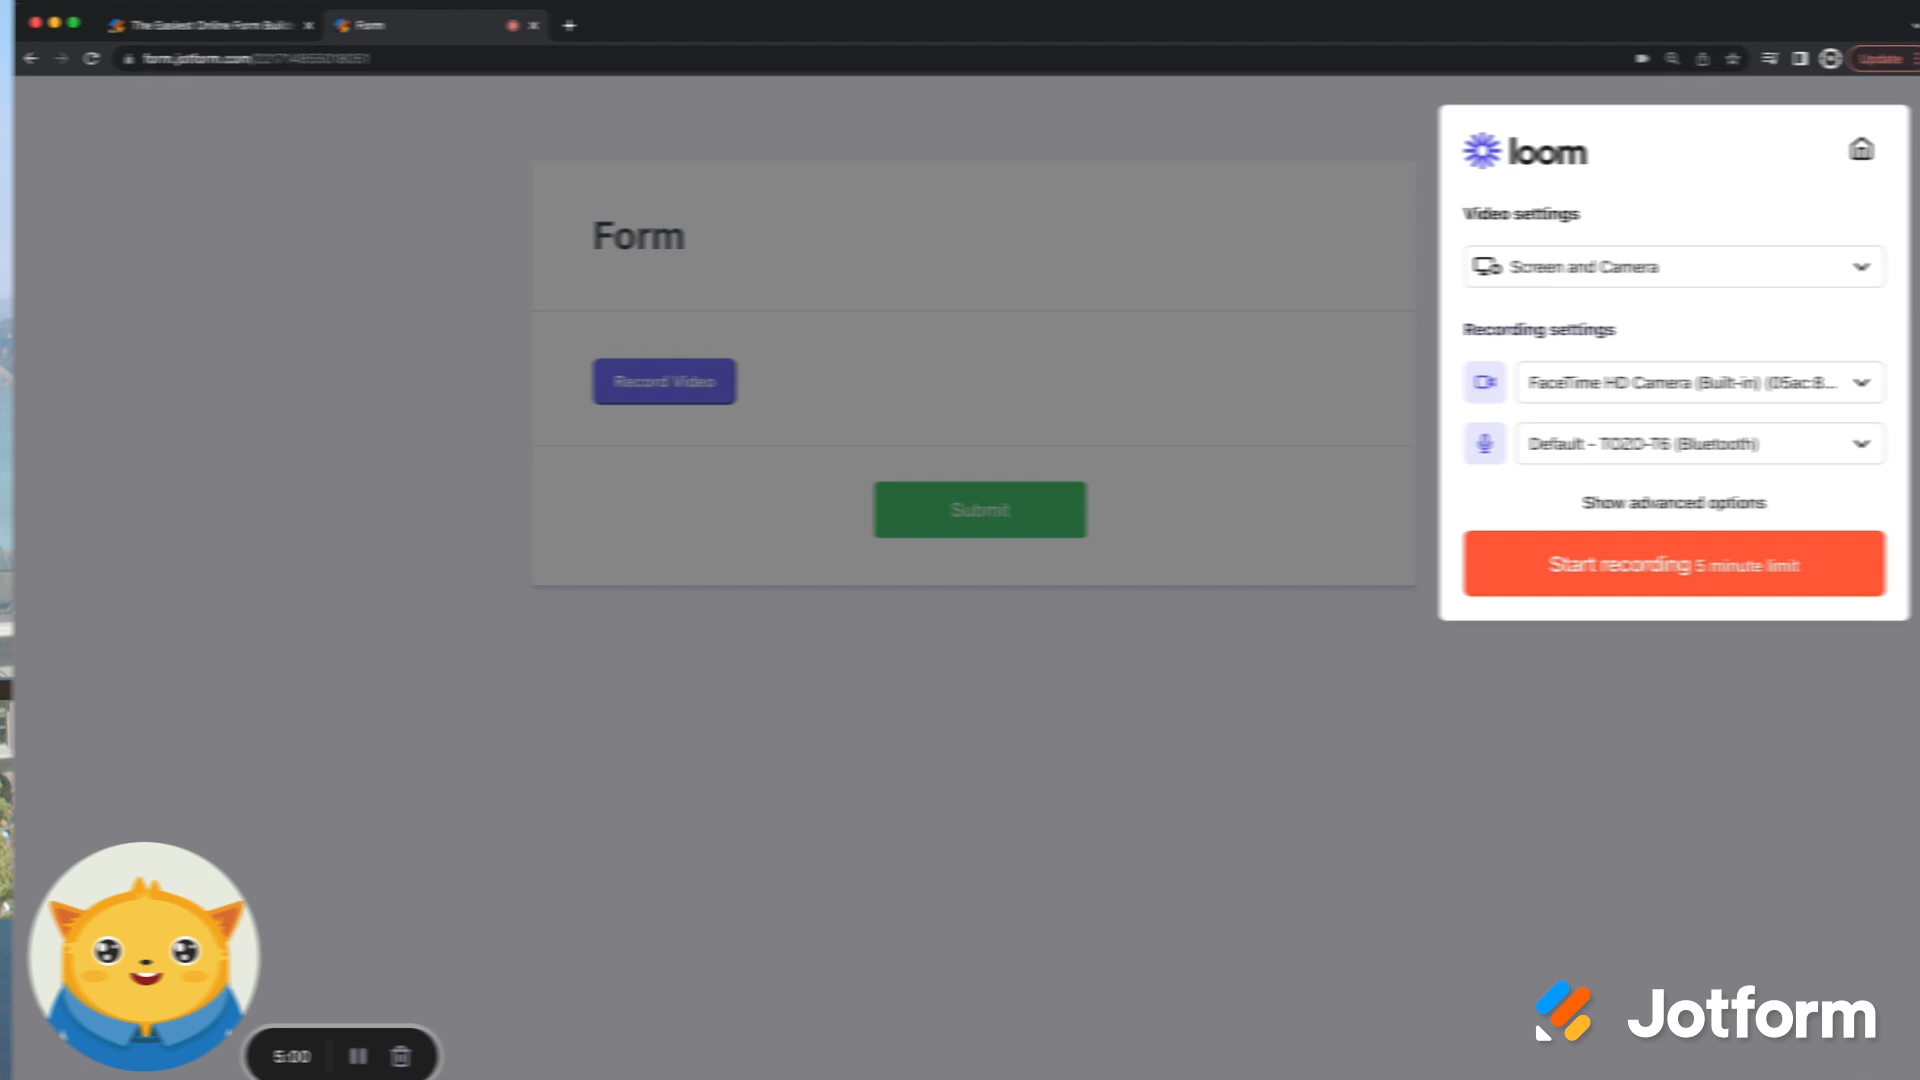 The Easiest Online Form Build
Form
form.jotform.com/
Update
loom
Video settings
Form
Screen and Camera
Recording settings
Record Video
FaceTime HD Camera (Built-in) (05ac:8...
Default - TOZO-T6 (Bluetooth)
Show advanced options
Submit
Start recording 5 minute limit
Jotform
5:00